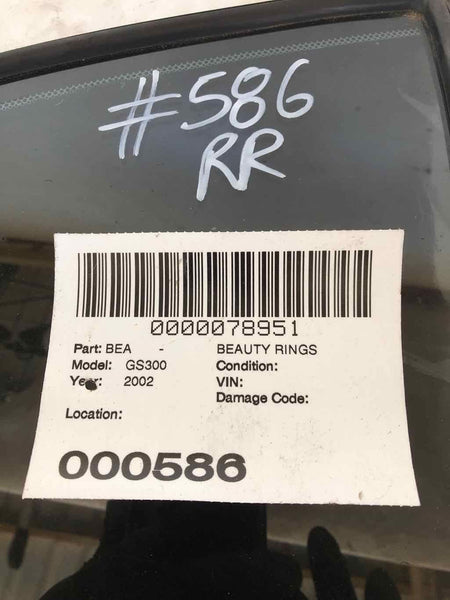 #586
RR
0000078951
Part: BEA - BEAUTY RINGS
Model: GS300 Condition:
Year: 2002 VIN:
Damage Code:
Location:
000586